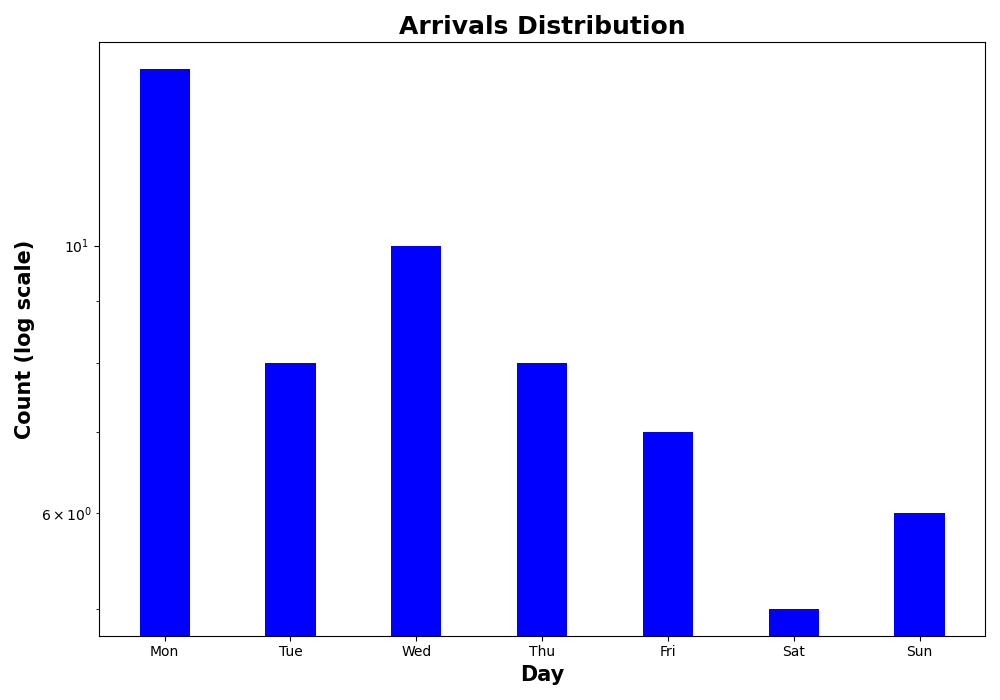 Arrivals Distribution
Count (log scale)
10¹
6 × 10⁰
Mon Tue Wed Thu Fri Sat Sun
Day